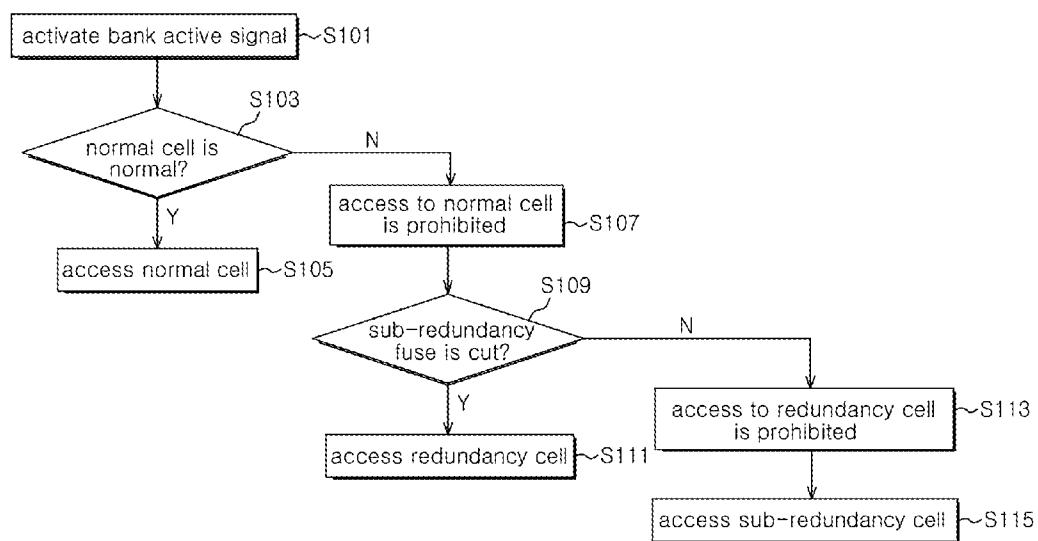 activate bank active signal
S101
S103
normal cell is
normal?
N
Y
access to normal cell
is prohibited
S107
access normal cell
S105
S109
sub-redundancy
fuse is cut?
N
Y
access to redundancy cell
is prohibited
S113
access redundancy cell
S111
access sub-redundancy cell
S115